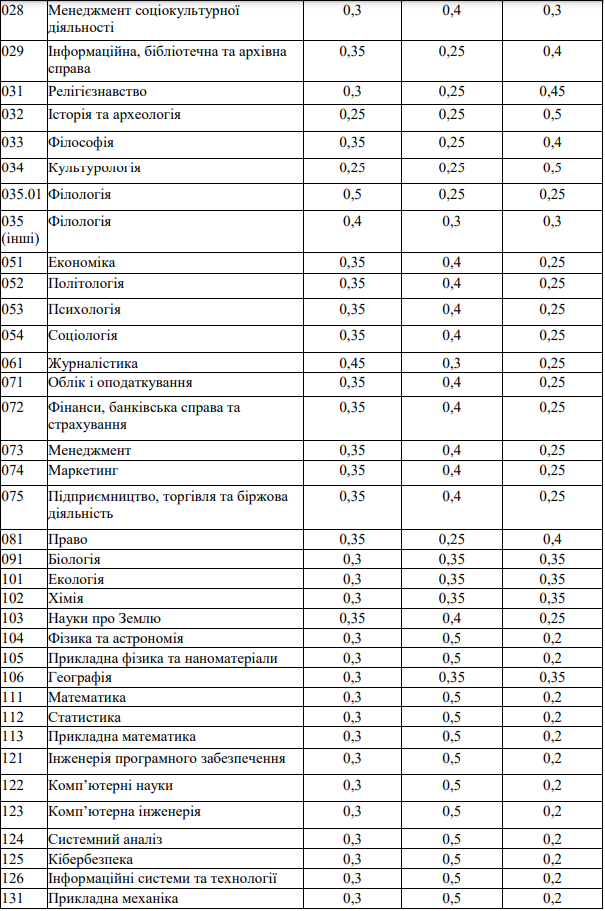 028 Менеджмент соціокультурної 0,3 0,4 0,3
діяльності
029 Інформаційна, бібліотечна та архівна 0,35 0,25 0,4
справа
031 Релігієзнавство 0,3 0,25 0,45
032 Історія та археологія 0,25 0,25 0,5
033 Філософія 0,35 0,25 0,4
034 Культурологія 0,25 0,25 0,5
035.01 Філологія 0,5 0,25 0,25
035 Філологія 0,4 0,3 0,3
(інші)
051 Економіка 0,35 0,4 0,25
052 Політологія 0,35 0,4 0,25
053 Психологія 0,35 0,4 0,25
054 Соціологія 0,35 0,4 0,25
061 Журналістика 0,45 0,3 0,25
071 Облік і оподаткування 0,35 0,4 0,25
072 Фінанси, банківська справа та 0,35 0,4 0,25
страхування
073 Менеджмент 0,35 0,4 0,25
074 Маркетинг 0,35 0,4 0,25
075 Підприємництво, торгівля та біржова 0,35 0,4 0,25
діяльність
081 Право 0,35 0,25 0,4
091 Біологія 0,3 0,35 0,35
101 Екологія 0,3 0,35 0,35
102 Хімія 0,3 0,35 0,35
103 Науки про Землю 0,35 0,4 0,25
104 Фізика та астрономія 0,3 0,5 0,2
105 Прикладна фізика та наноматеріали 0,3 0,5 0,2
106 Географія 0,3 0,35 0,35
111 Математика 0,3 0,5 0,2
112 Статистика 0,3 0,5 0,2
113 Прикладна математика 0,3 0,5 0,2
121 Інженерія програмного забезпечення 0,3 0,5 0,2
122 Комп’ютерні науки 0,3 0,5 0,2
123 Комп’ютерна інженерія 0,3 0,5 0,2
124 Системний аналіз 0,3 0,5 0,2
125 Кібербезпека 0,3 0,5 0,2
126 Інформаційні системи та технології 0,3 0,5 0,2
131 Прикладна механіка 0,3 0,5 0,2